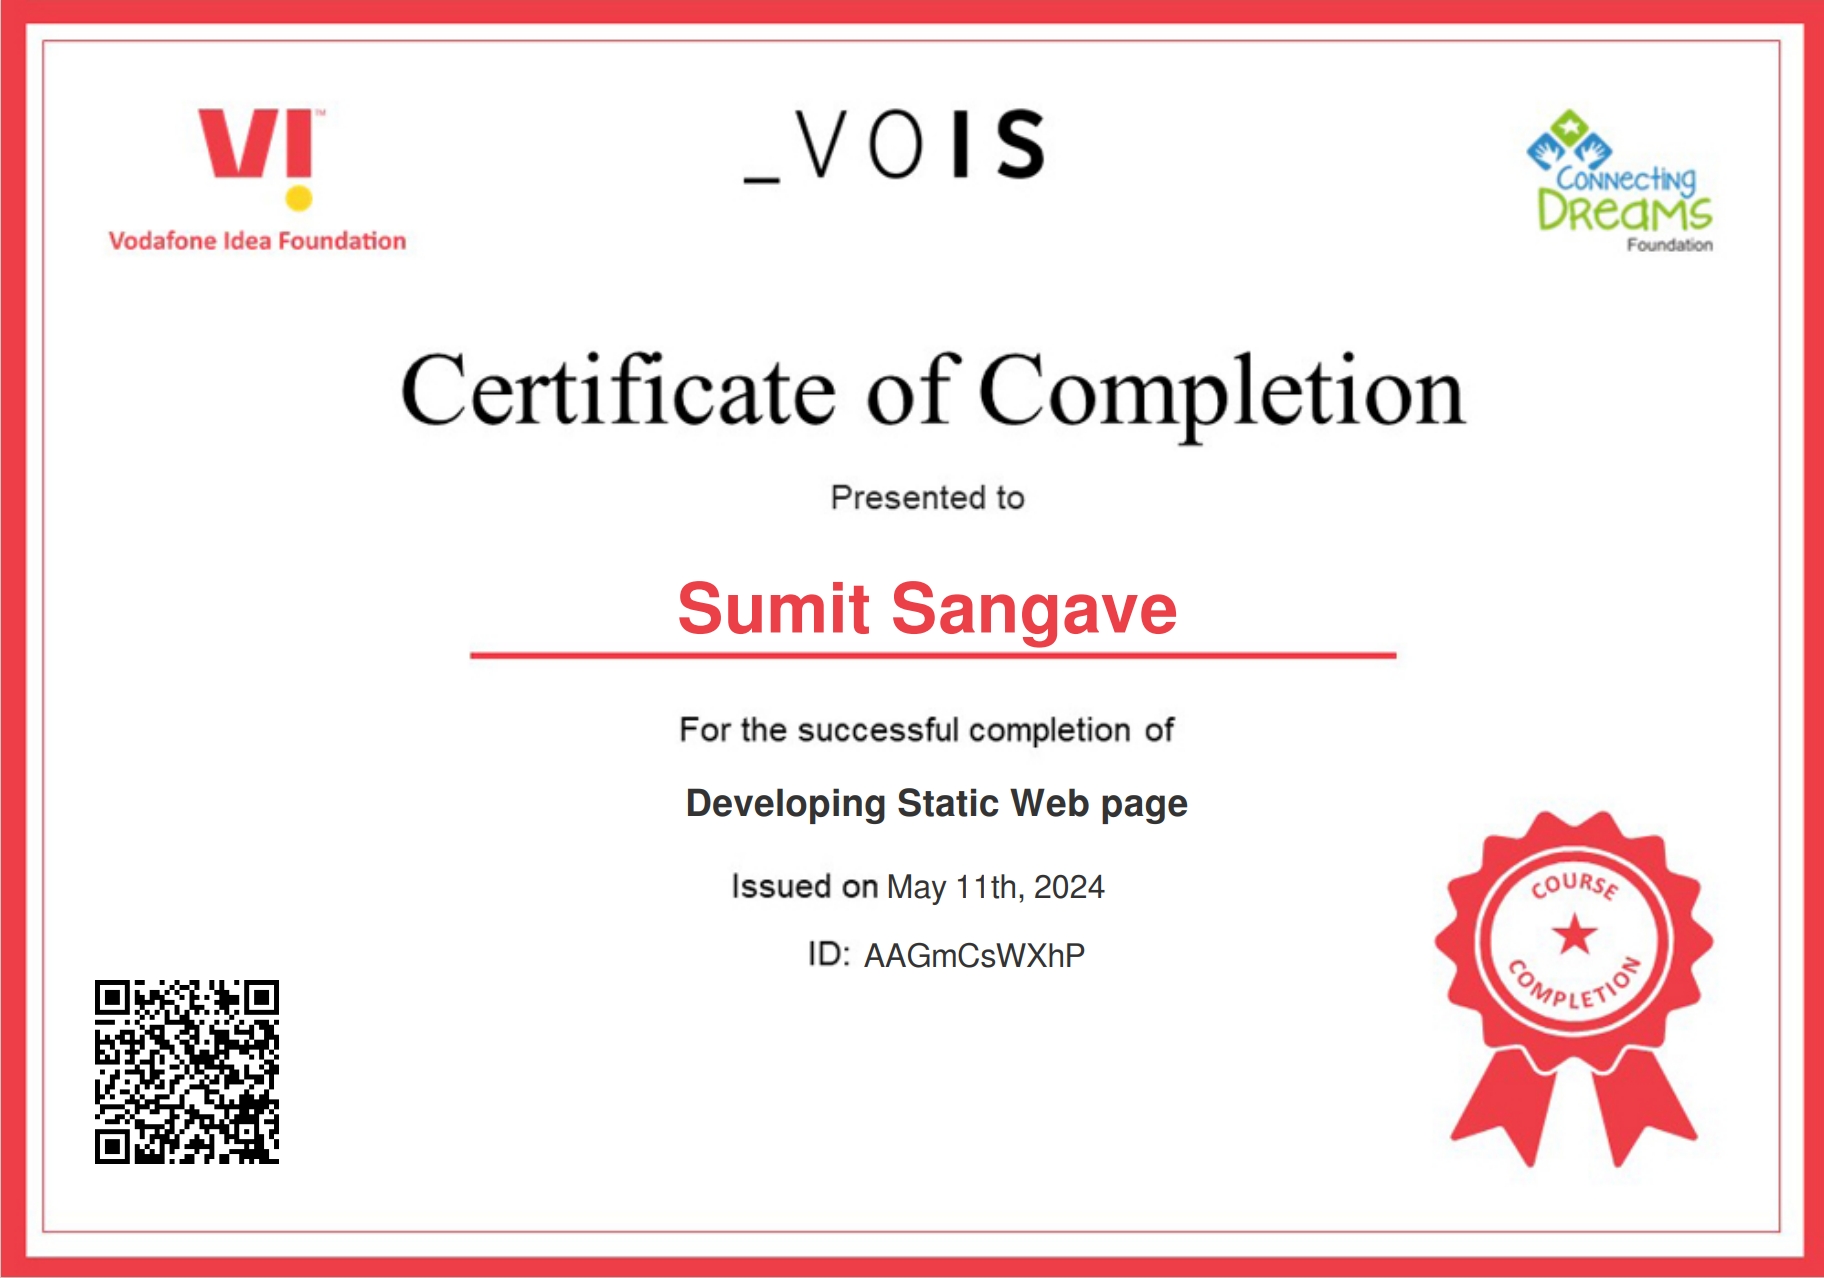 VI™
Vodafone Idea Foundation
_VOIS
Connecting
Dreams
Foundation
Certificate of Completion
Presented to
Sumit Sangave
For the successful completion of
Developing Static Web page
Issued on May 11th, 2024
ID: AAGmCsWXhP
COURSE
COMPLETION